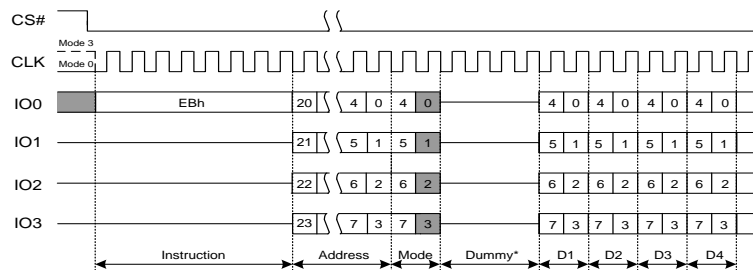 CS#
Mode 3
CLK Mode 0
IO0 EBh 20 4 0 4 0 4 0 4 0 4 0 4 0
IO1 21 5 1 5 1 5 1 5 1 5 1 5 1
IO2 22 6 2 6 2 6 2 6 2 6 2 6 2
IO3 23 7 3 7 3 7 3 7 3 7 3 7 3
Instruction Address Mode Dummy* D1 D2 D3 D4